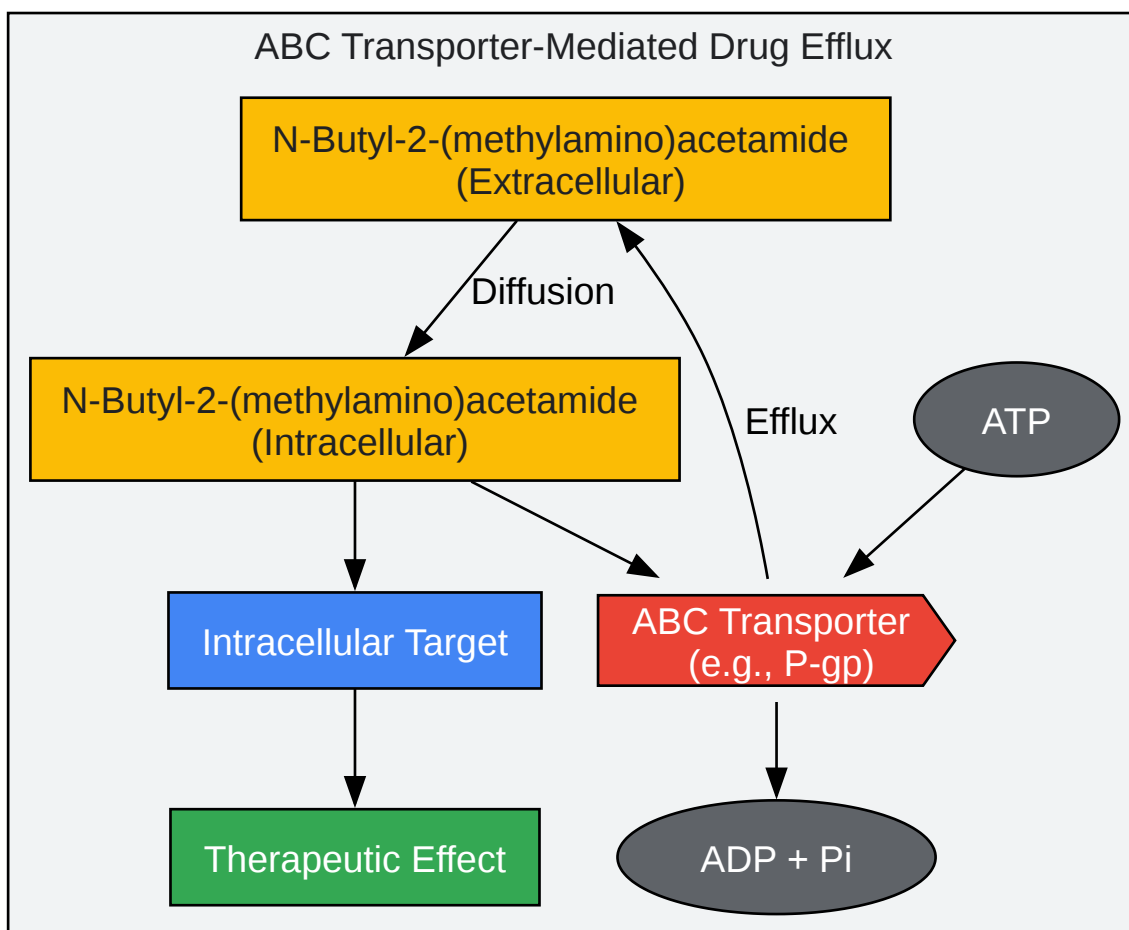 ABC Transporter-Mediated Drug Efflux
N-Butyl-2-(methylamino)acetamide
(Extracellular)
Diffusion
N-Butyl-2-(methylamino)acetamide
(Intracellular)
Efflux
ATP
Intracellular Target
ABC Transporter
(e.g., P-gp)
Therapeutic Effect
ADP + Pi